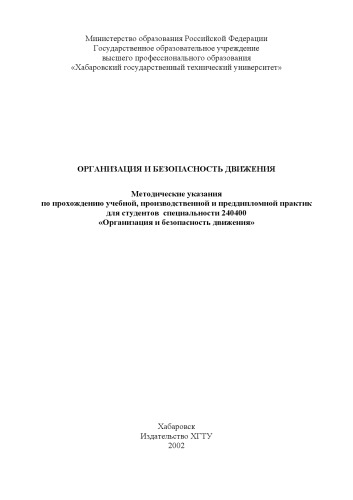 Министерство образования Российской Федерации
Государственное образовательное учреждение
высшего профессионального образования
«Хабаровский государственный технический университет»
ОРГАНИЗАЦИЯ И БЕЗОПАСНОСТЬ ДВИЖЕНИЯ
Методические указания
по прохождению учебной, производственной и преддипломной практик
для студентов специальности 240400
«Организация и безопасность движения»
Хабаровск
Издательство ХГТУ
2002